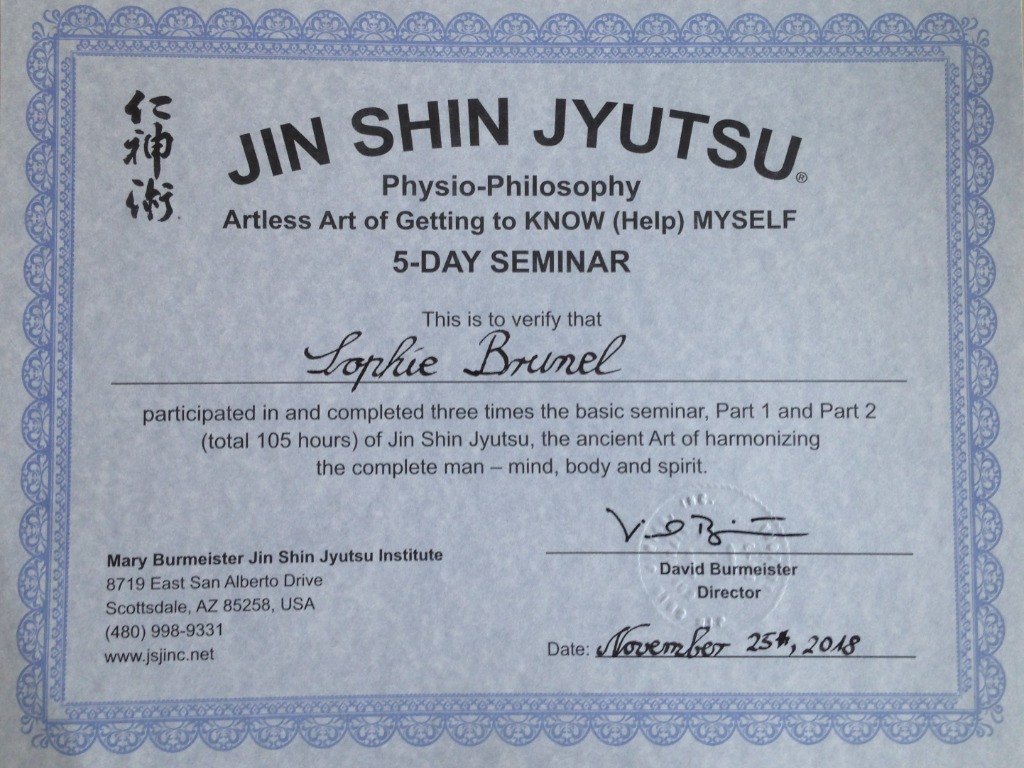 仁神術
JIN SHIN JYUTSU®
Physio-Philosophy
Artless Art of Getting to KNOW (Help) MYSELF
5-DAY SEMINAR
This is to verify that
Sophie Brunel
participated in and completed three times the basic seminar, Part 1 and Part 2
(total 105 hours) of Jin Shin Jyutsu, the ancient Art of harmonizing
the complete man – mind, body and spirit.
Mary Burmeister Jin Shin Jyutsu Institute
8719 East San Alberto Drive
Scottsdale, AZ 85258, USA
(480) 998-9331
www.jsjinc.net
David Burmeister
Director
Date: November 25th, 2018